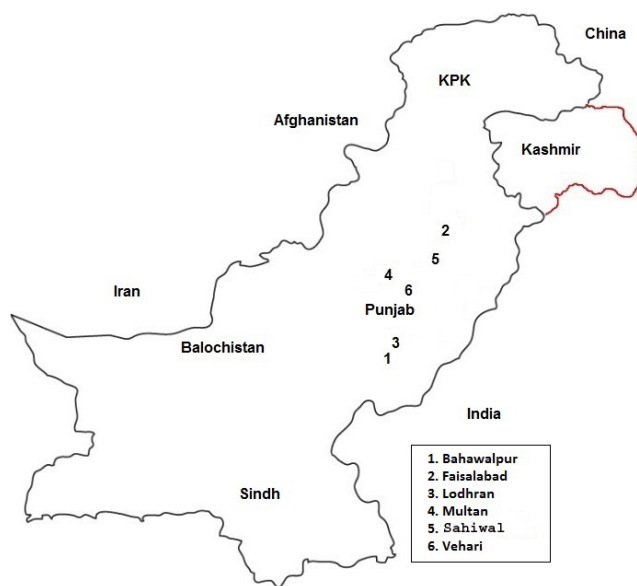 China
KPK
Afghanistan
Kashmir
2
5
4
Iran
6
Punjab
3
Balochistan
1
India
1. Bahawalpur
2. Faisalabad
3. Lodhran
4. Multan
5. Sahiwal
6. Vehari
Sindh